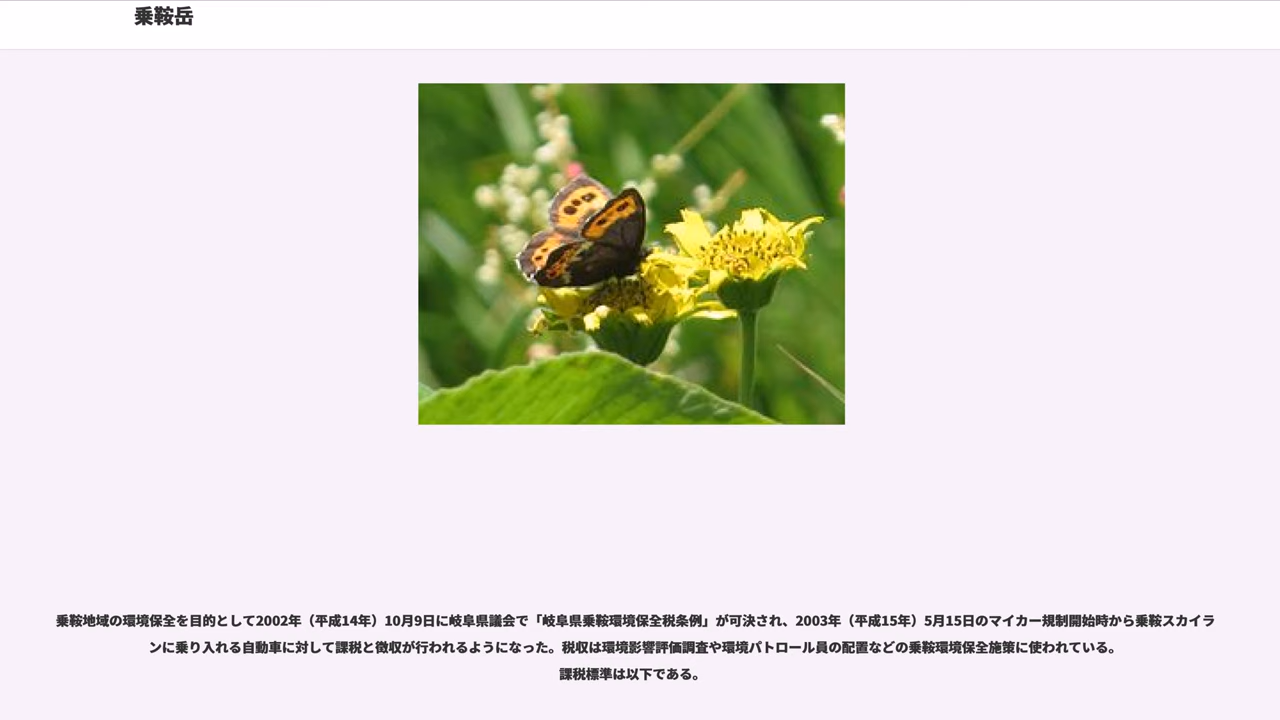 乗鞍岳
乗鞍地域の環境保全を目的として2002年（平成14年）10月9日に岐阜県議会で「岐阜県乗鞍環境保全税条例」が可決され、2003年（平成15年）5月15日のマイカー規制開始時から乗鞍スカイラ
ンに乗り入れる自動車に対して課税と徴収が行われるようになった。税収は環境影響評価調査や環境パトロール員の配置などの乗鞍環境保全施策に使われている。
課税標準は以下である。